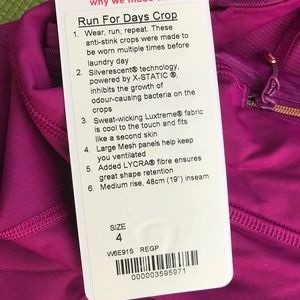 why we made
Run For Days Crop
1. Wear, run, repeat. These
anti-stink crops were made to
be worn multiple times before
laundry day
2. Silverescent® technology,
powered by X-STATIC ®,
inhibits the growth of
odour-causing bacteria on the
crops
3. Sweat-wicking Luxtreme® fabric
is cool to the touch and fits
like a second skin
4. Large Mesh panels help keep
you ventilated
5. Added LYCRA® fibre ensures
great shape retention
6. Medium rise, 48cm (19") inseam
SIZE
4
W6E91S REGP
000003595971